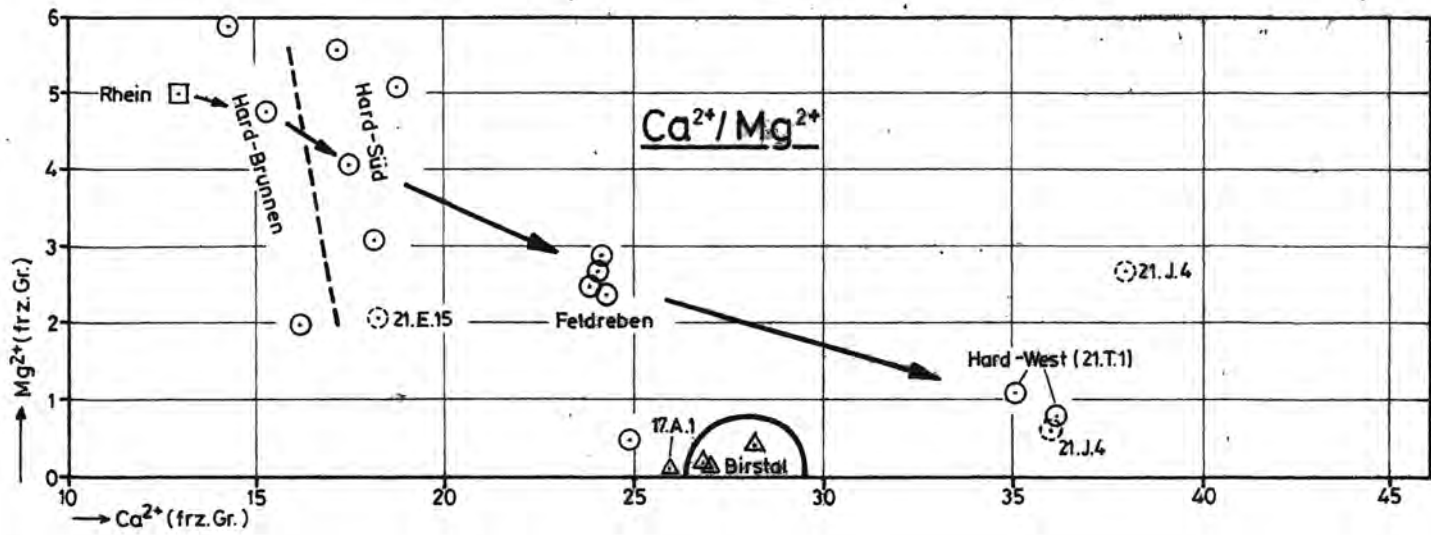 Ca²⁺/Mg²⁺
6
5
4
3
2
1
0
Mg²⁺ (frz. Gr.)
Rhein
Hard-Brunnen
Hard-Süd
21.E.15
Feldreben
21.J.4
Hard-West (21.T.1)
21.J.4
17.A.1
Birstal
10
15
20
25
30
35
40
45
Ca²⁺ (frz. Gr.)